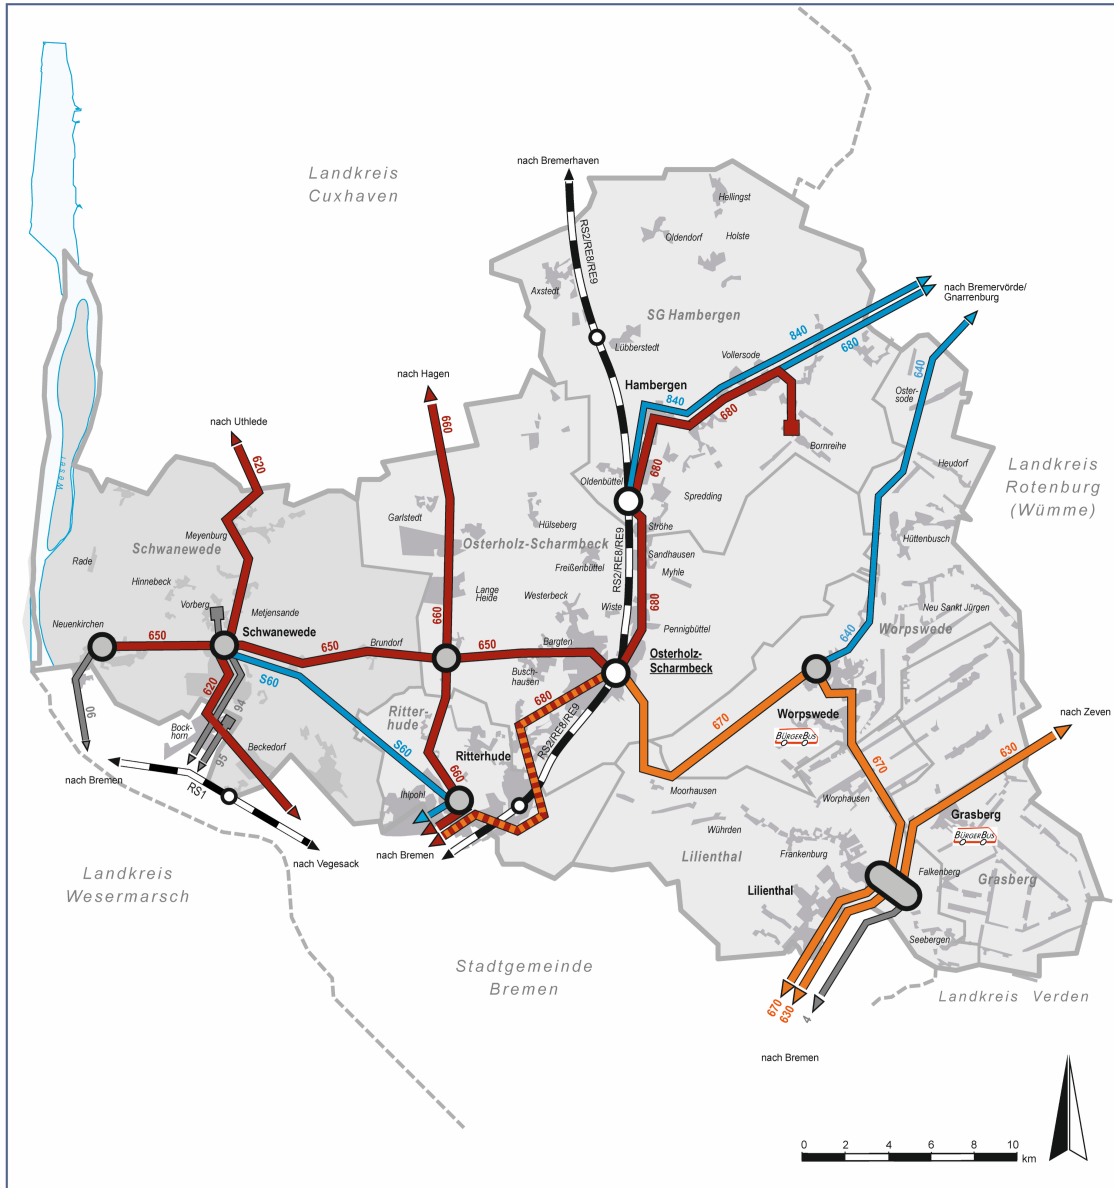 nach Bremerhaven
Landkreis
Cuxhaven
Hellingst
RS2/RE8/RE9
Oldendorf
Holste
Axstedt
nach Bremervörde/
Gnarrenburg
SG Hambergen
840
680
Lübberstedt
Vollersode
640
nach Hagen
Hambergen
Oster-
sode
840
680
nach Uthlede
660
Bornreihe
620
Heudorf
Landkreis
Rotenburg
(Wümme)
Weser
680
Oldenbüttel
Spredding
Garlstedt
Hülseberg
Ströhe
Meyenburg
Schwanewede
Osterholz-Scharmbeck
Hüttenbusch
RS2/RE8/RE9
Sandhausen
Rade
Freißenbüttel
Myhle
Hinnebeck
Lange
Heide
Westerbeck
Vorberg
Metjensande
Wiste
680
Neu Sankt Jürgen
660
Neuenkirchen
Schwanewede
Pennigbüttel
Worpswede
650
650
Brundorf
650
Bargten
640
Osterholz-
Scharmbeck
Busch-
hausen
S60
620
94
680
90
Ritter-
hude
670
Worpswede
nach Zeven
Bock-
horn
RS2/RE8/RE9
BÜRGERBUS
Beckedorf
S60
Ritterhude
630
95
670
nach Bremen
660
RS1
Ihlpohl
Moorhausen
Worphausen
Grasberg
Würden
BÜRGERBUS
nach Bremen
nach Vegesack
Lilienthal
Frankenburg
Landkreis
Wesermarsch
Falkenberg
Grasberg
Lilienthal
Seebergen
Stadtgemeinde
Bremen
Landkreis Verden
670
630
4
nach Bremen
0 2 4 6 8 10
km